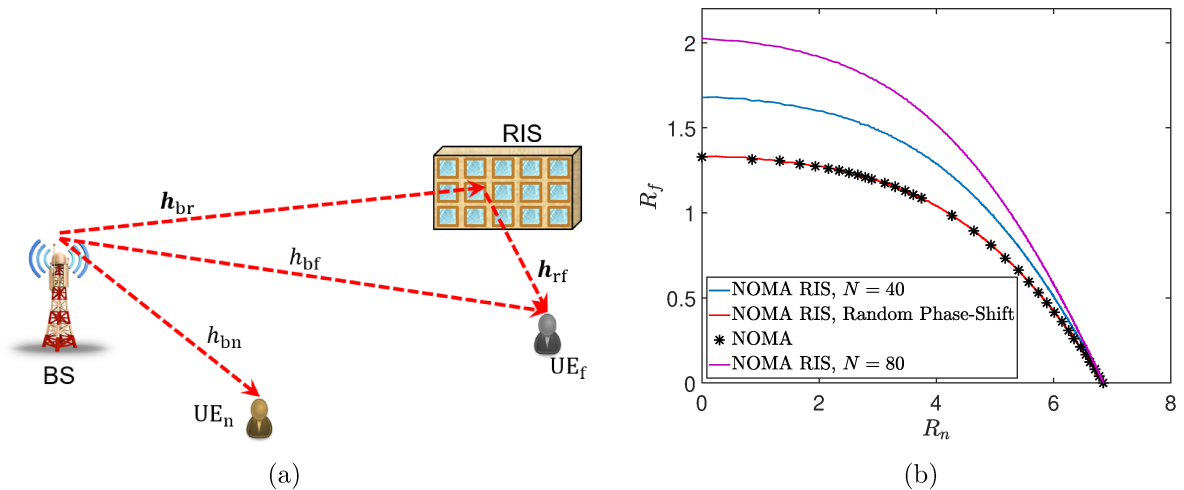 RIS
h_br
h_bf
h_rf
h_bn
BS
UE_f
UE_n
(a)
2
1.5
1
0.5
0
R_f
NOMA RIS, N = 40
NOMA RIS, Random Phase-Shift
NOMA
NOMA RIS, N = 80
0 2 4 6 8
R_n
(b)